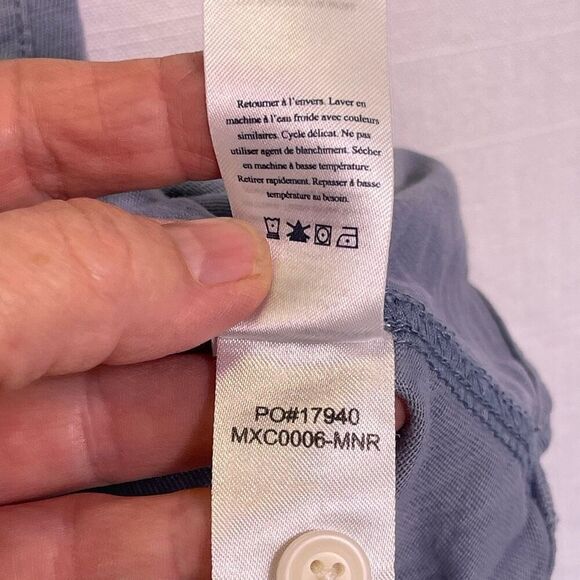 Retourner à l'envers. Laver en
machine à l'eau froide avec couleurs
similaires. Cycle délicat. Ne pas
utiliser agent de blanchiment. Sécher
en machine à basse température.
Retirer rapidement. Repasser à basse
température au besoin.
PO#17940
MXC0006-MNR